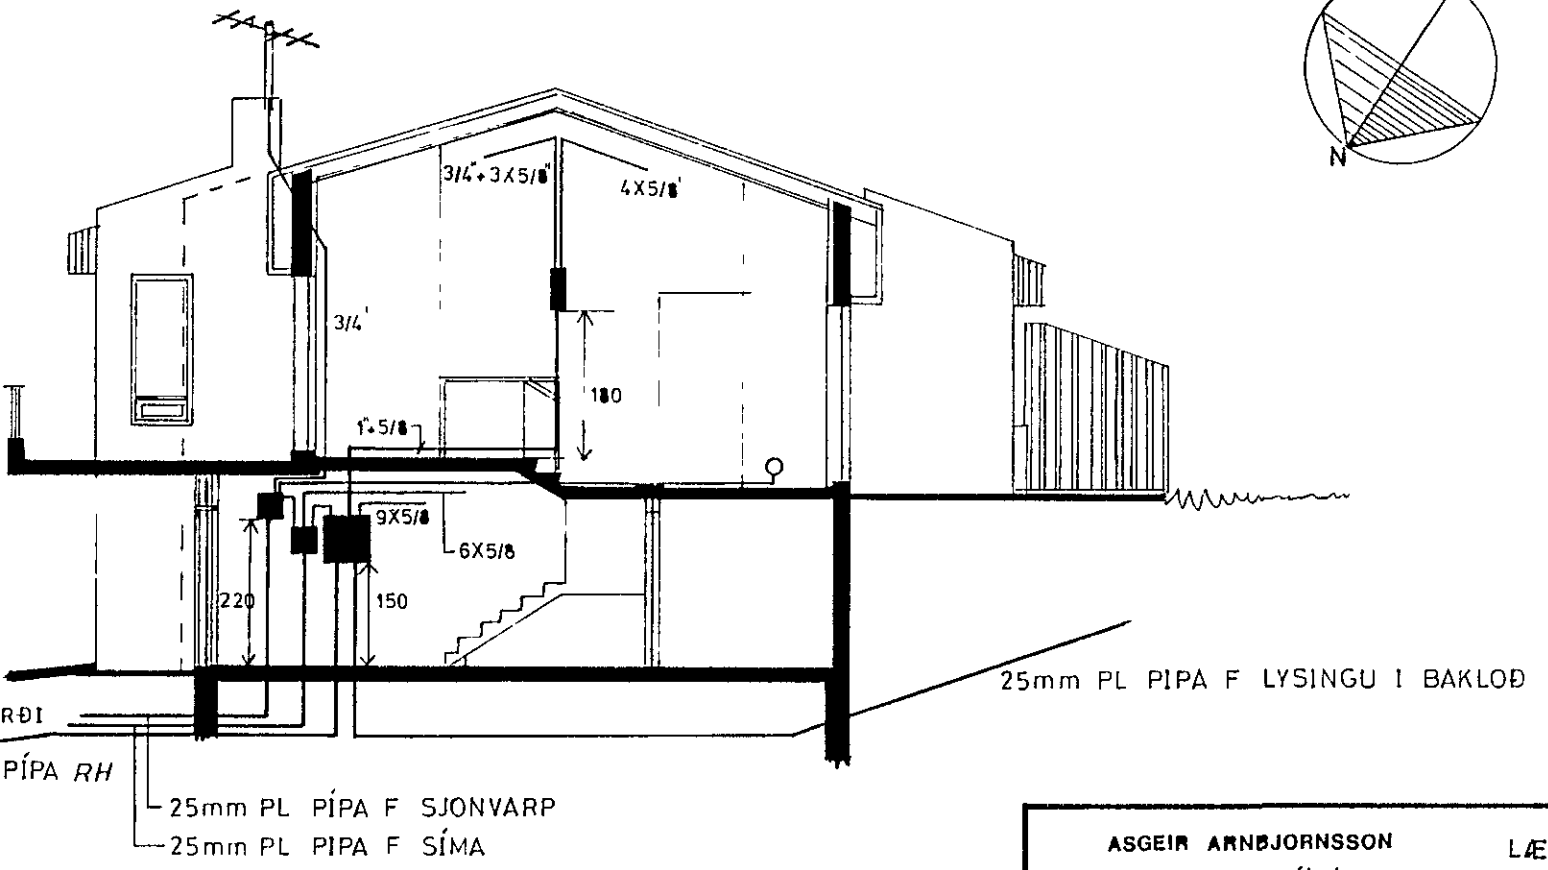 N
3/4"+3X5/8"
4X5/8'
3/4'
180
1"+5/8
9X5/8
6X5/8
220
150
25mm PL PIPA F LYSINGU I BAKLOÐ
RÐI
PÍPA RH
25mm PL PÍPA F SJONVARP
25mm PL PIPA F SÍMA
ASGEIR ARNBJORNSSON
LÆ